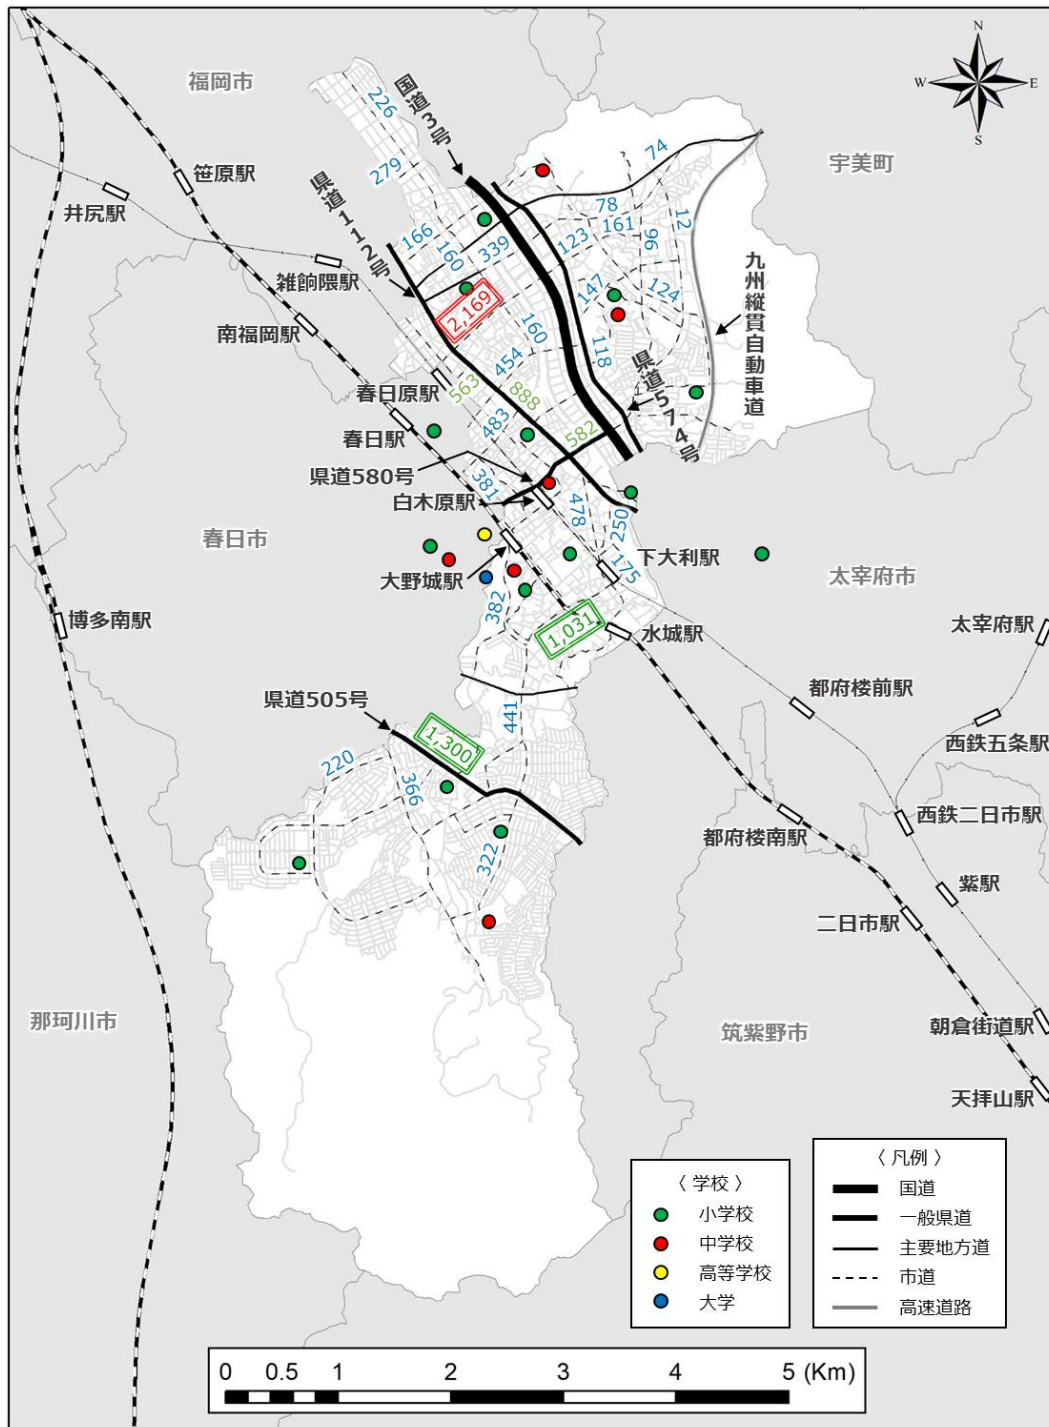 福岡市
宇美町
春日市
太宰府市
那珂川市
筑紫野市
N
W
E
S
国道3号
県道112号
九州縦貫自動車道
県道574号
県道580号
県道505号
笹原駅
井尻駅
雑餉隈駅
南福岡駅
春日原駅
春日駅
白木原駅
大野城駅
下大利駅
水城駅
博多南駅
太宰府駅
都府楼前駅
西鉄五条駅
西鉄二日市駅
都府楼南駅
紫駅
二日市駅
朝倉街道駅
天拝山駅
226
279
166
160
339
74
78
161
123
96
12
147
124
2,169
160
118
454
563
888
483
582
381
478
250
175
382
1,031
441
1,300
220
366
322
〈 学校 〉
小学校
中学校
高等学校
大学
〈 凡例 〉
国道
一般県道
主要地方道
市道
高速道路
0 0.5 1 2 3 4 5 (Km)